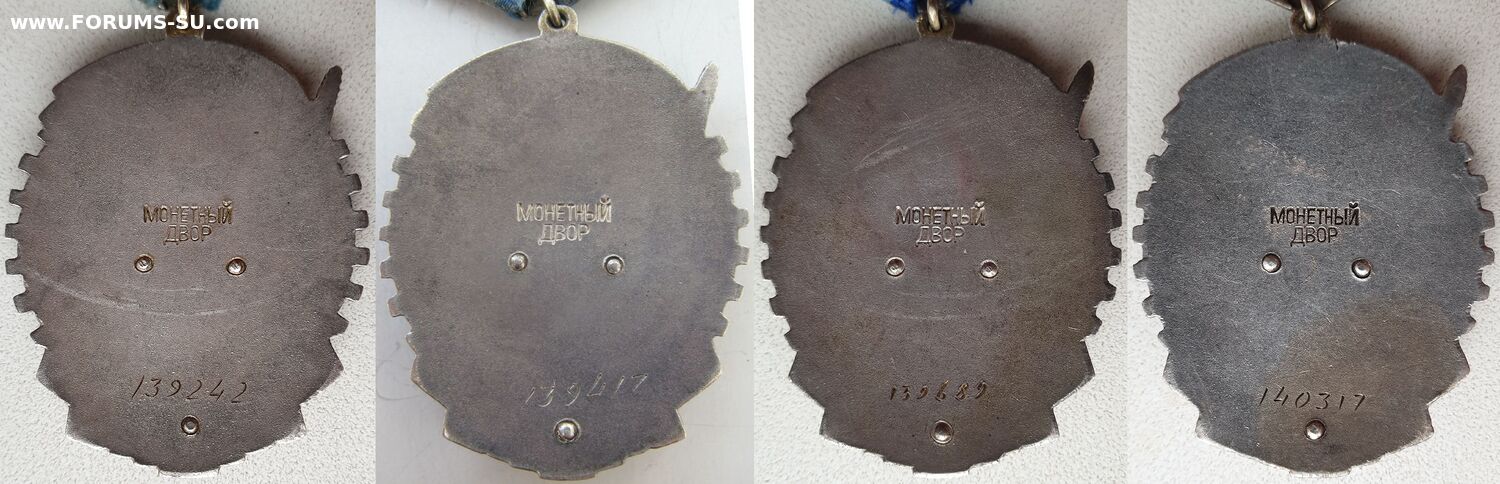 www.FORUMS-SU.com
МОНЕТНЫЙ
ДВОР
139242
МОНЕТНЫЙ
ДВОР
139417
МОНЕТНЫЙ
ДВОР
139689
МОНЕТНЫЙ
ДВОР
140317